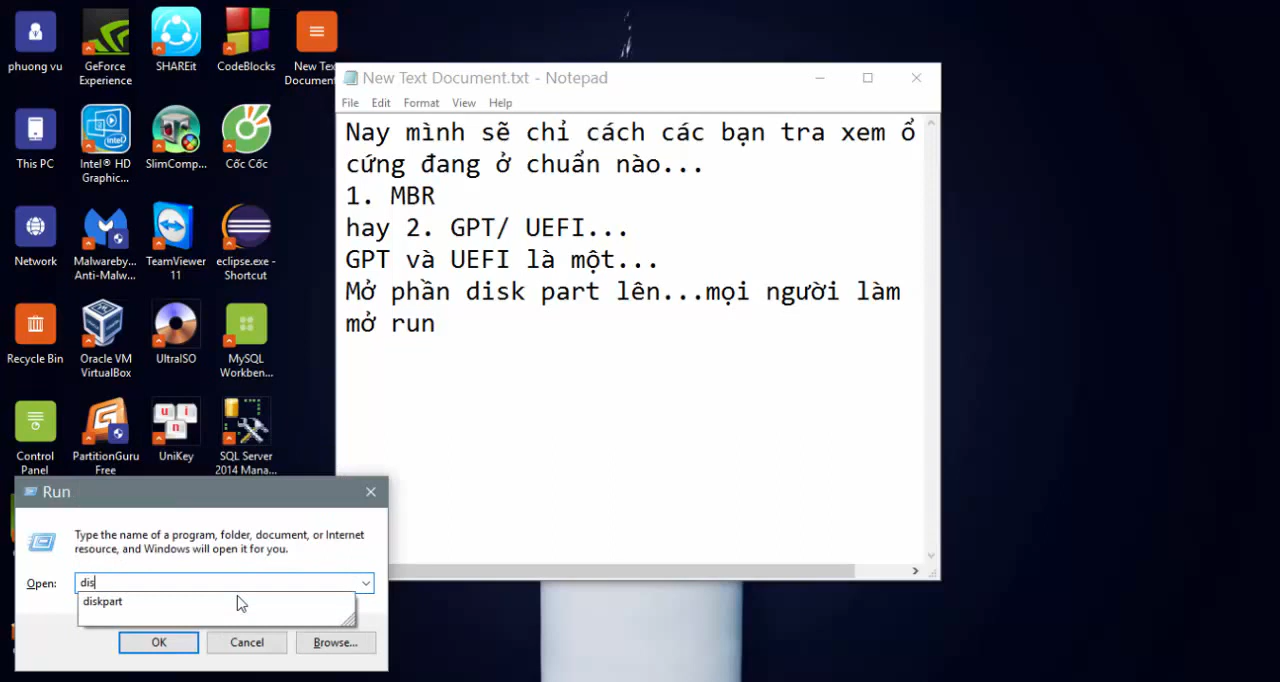 phuong vu
GeForce
Experience
SHAREit
CodeBlocks
New Tex
Document
This PC
Intel® HD
Graphic...
SlimComp...
Cốc Cốc
Network
Malwareby...
Anti-Malw...
TeamViewer
11
eclipse.exe -
Shortcut
Recycle Bin
Oracle VM
VirtualBox
UltraISO
MySQL
Workben...
Control
Panel
PartitionGuru
Free
UniKey
SQL Server
2014 Mana...
New Text Document.txt - Notepad
File Edit Format View Help
Nay mình sẽ chỉ cách các bạn tra xem ổ
cứng đang ở chuẩn nào...
1. MBR
hay 2. GPT/ UEFI...
GPT và UEFI là một...
Mở phần disk part lên...mọi người làm
mở run
Run
Type the name of a program, folder, document, or Internet
resource, and Windows will open it for you.
Open: dis
diskpart
OK Cancel Browse...